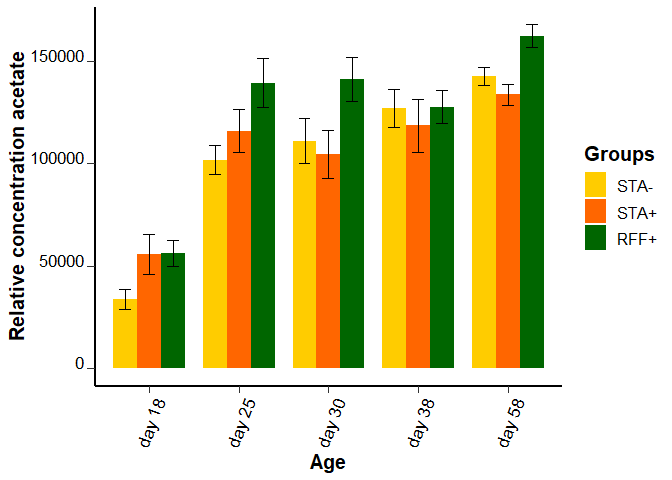 Relative concentration acetate
150000
100000
50000
0
day 18
day 25
day 30
day 38
day 58
Age
Groups
STA-
STA+
RFF+